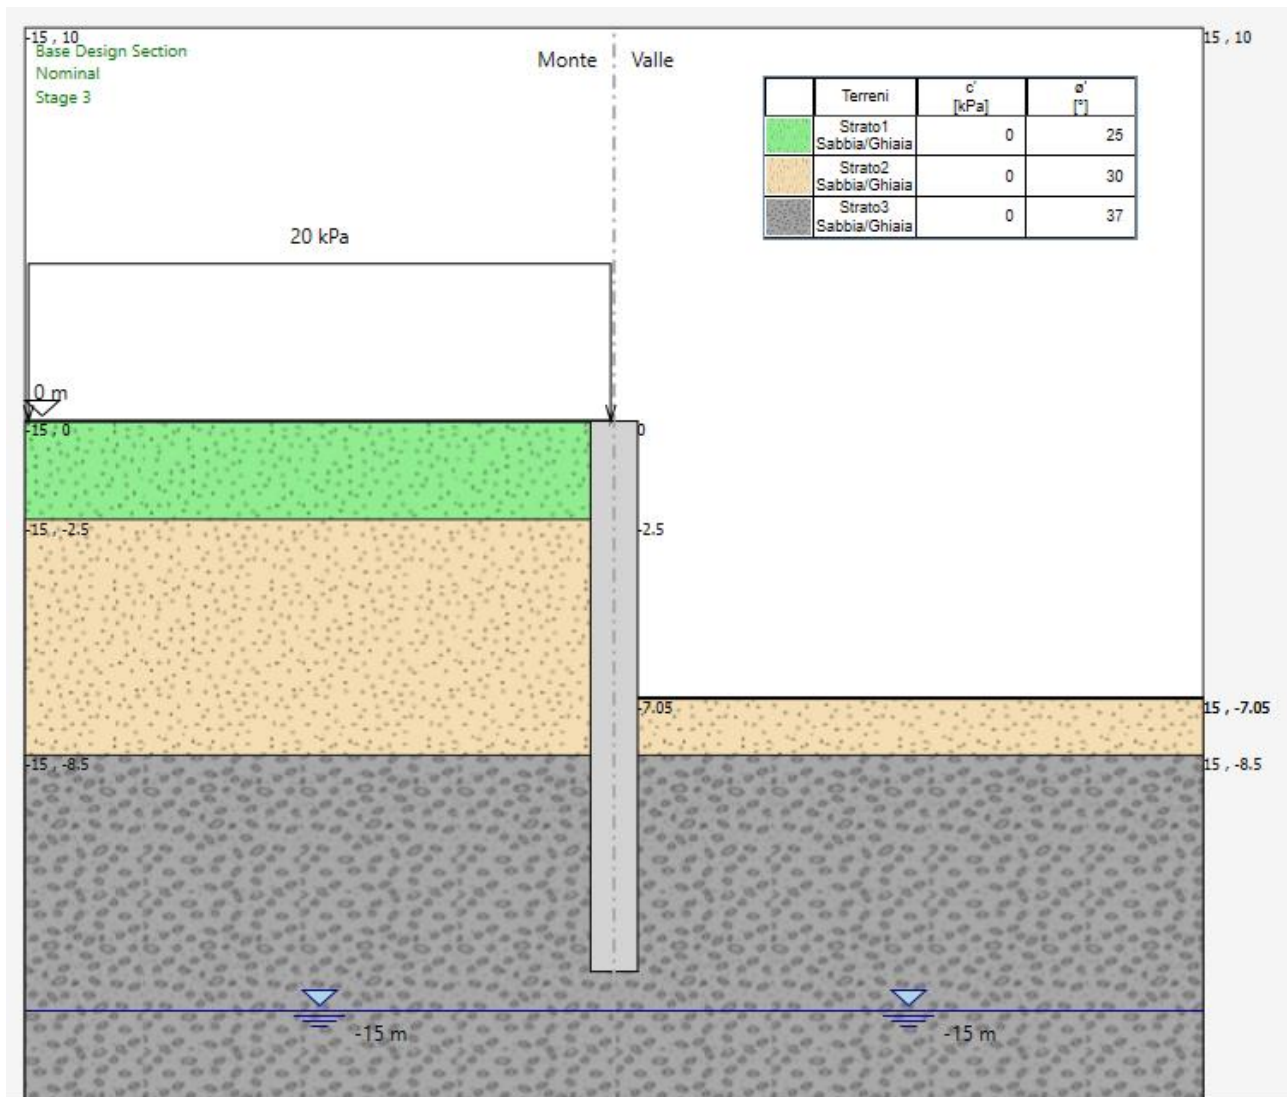 -15 , 10
15 , 10
Base Design Section
Nominal
Stage 3
Monte
Valle
Terreni
c'
[kPa]
ø'
[°]
Strato1
Sabbia/Ghiaia
0
25
Strato2
Sabbia/Ghiaia
0
30
Strato3
Sabbia/Ghiaia
0
37
20 kPa
0 m
-15 , 0
0
-15 , -2.5
-2.5
-7.05
15 , -7.05
-15 , -8.5
15 , -8.5
-15 m
-15 m